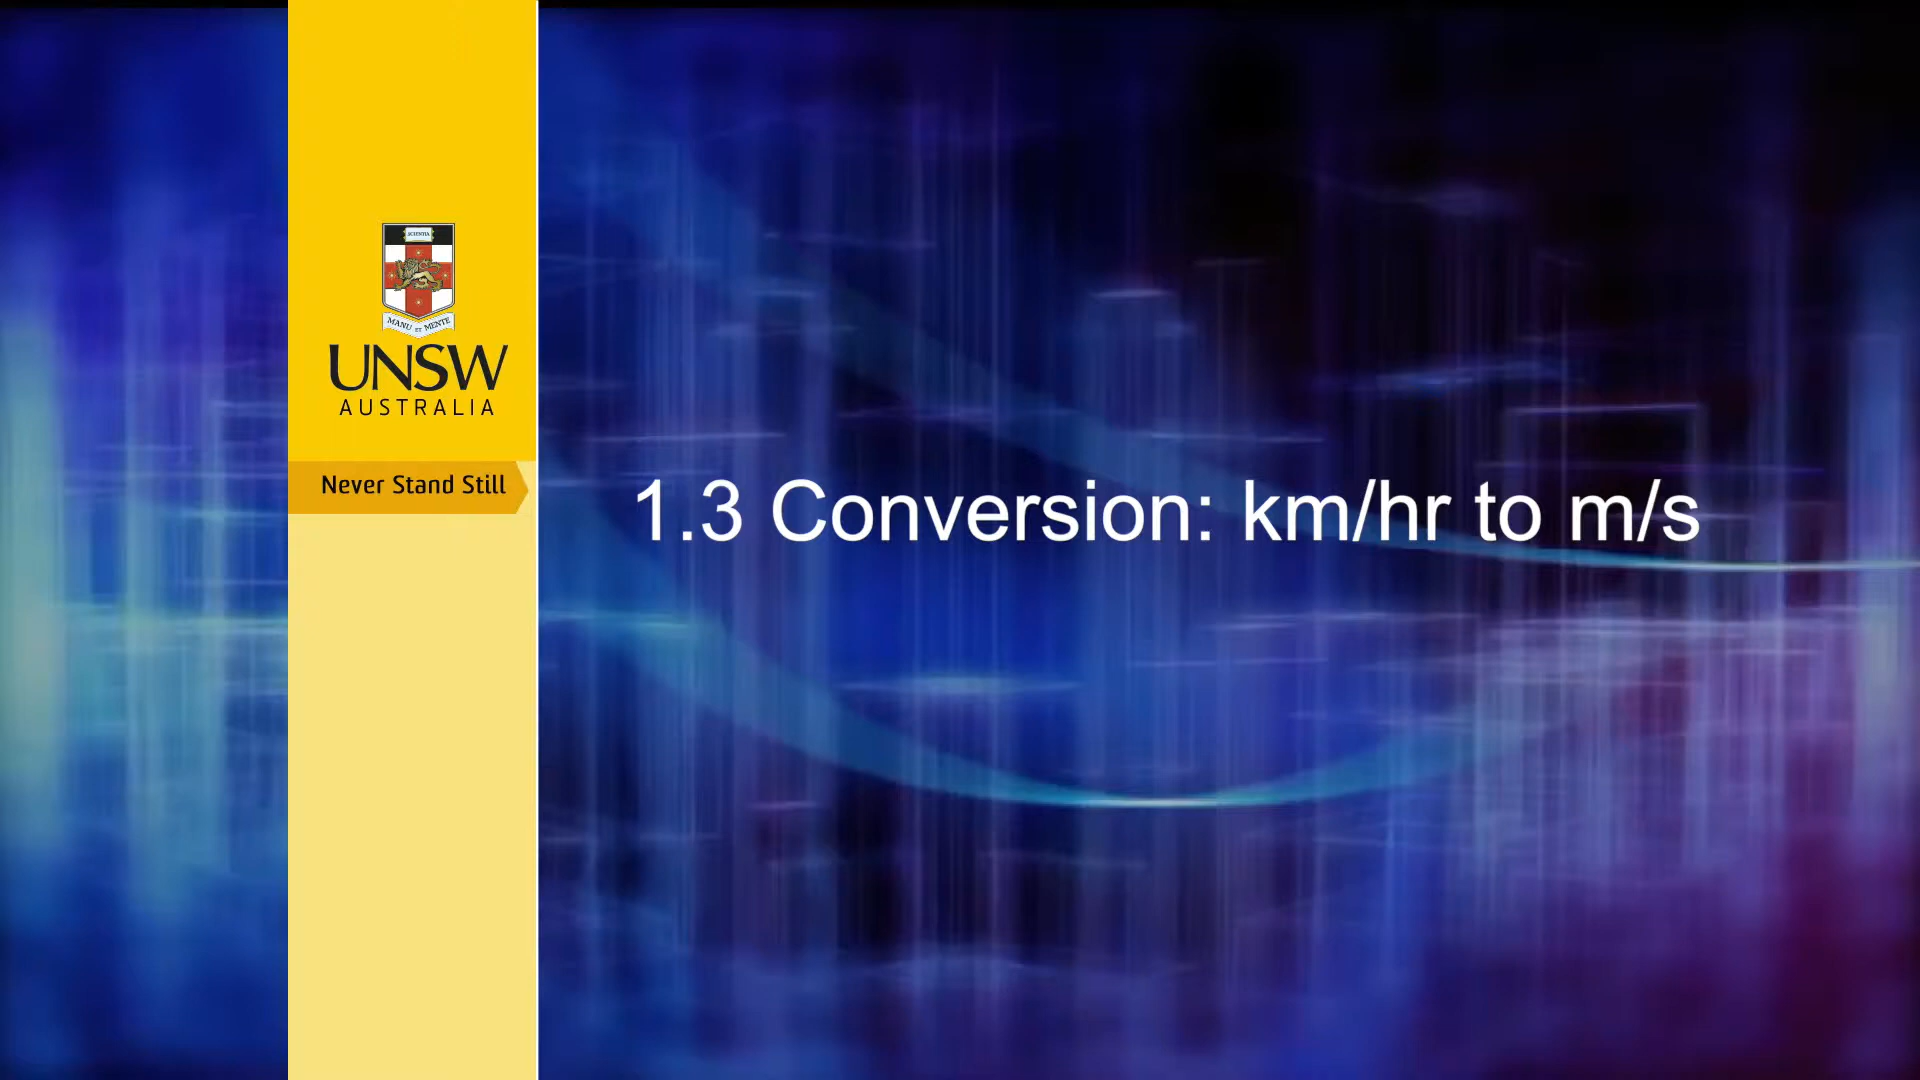 SCIENTIA
MANU ET MENTE
UNSW
AUSTRALIA
Never Stand Still
1.3 Conversion: km/hr to m/s